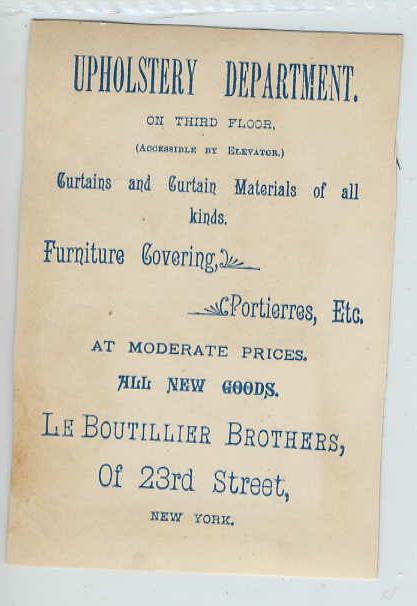 UPHOLSTERY DEPARTMENT.
ON THIRD FLOOR,
(ACCESSIBLE BY ELEVATOR.)
Curtains and Curtain Materials of all
kinds.
Furniture Covering,
Portierres, Etc.
AT MODERATE PRICES.
ALL NEW GOODS.
LE BOUTILLIER BROTHERS,
Of 23rd Street,
NEW YORK.